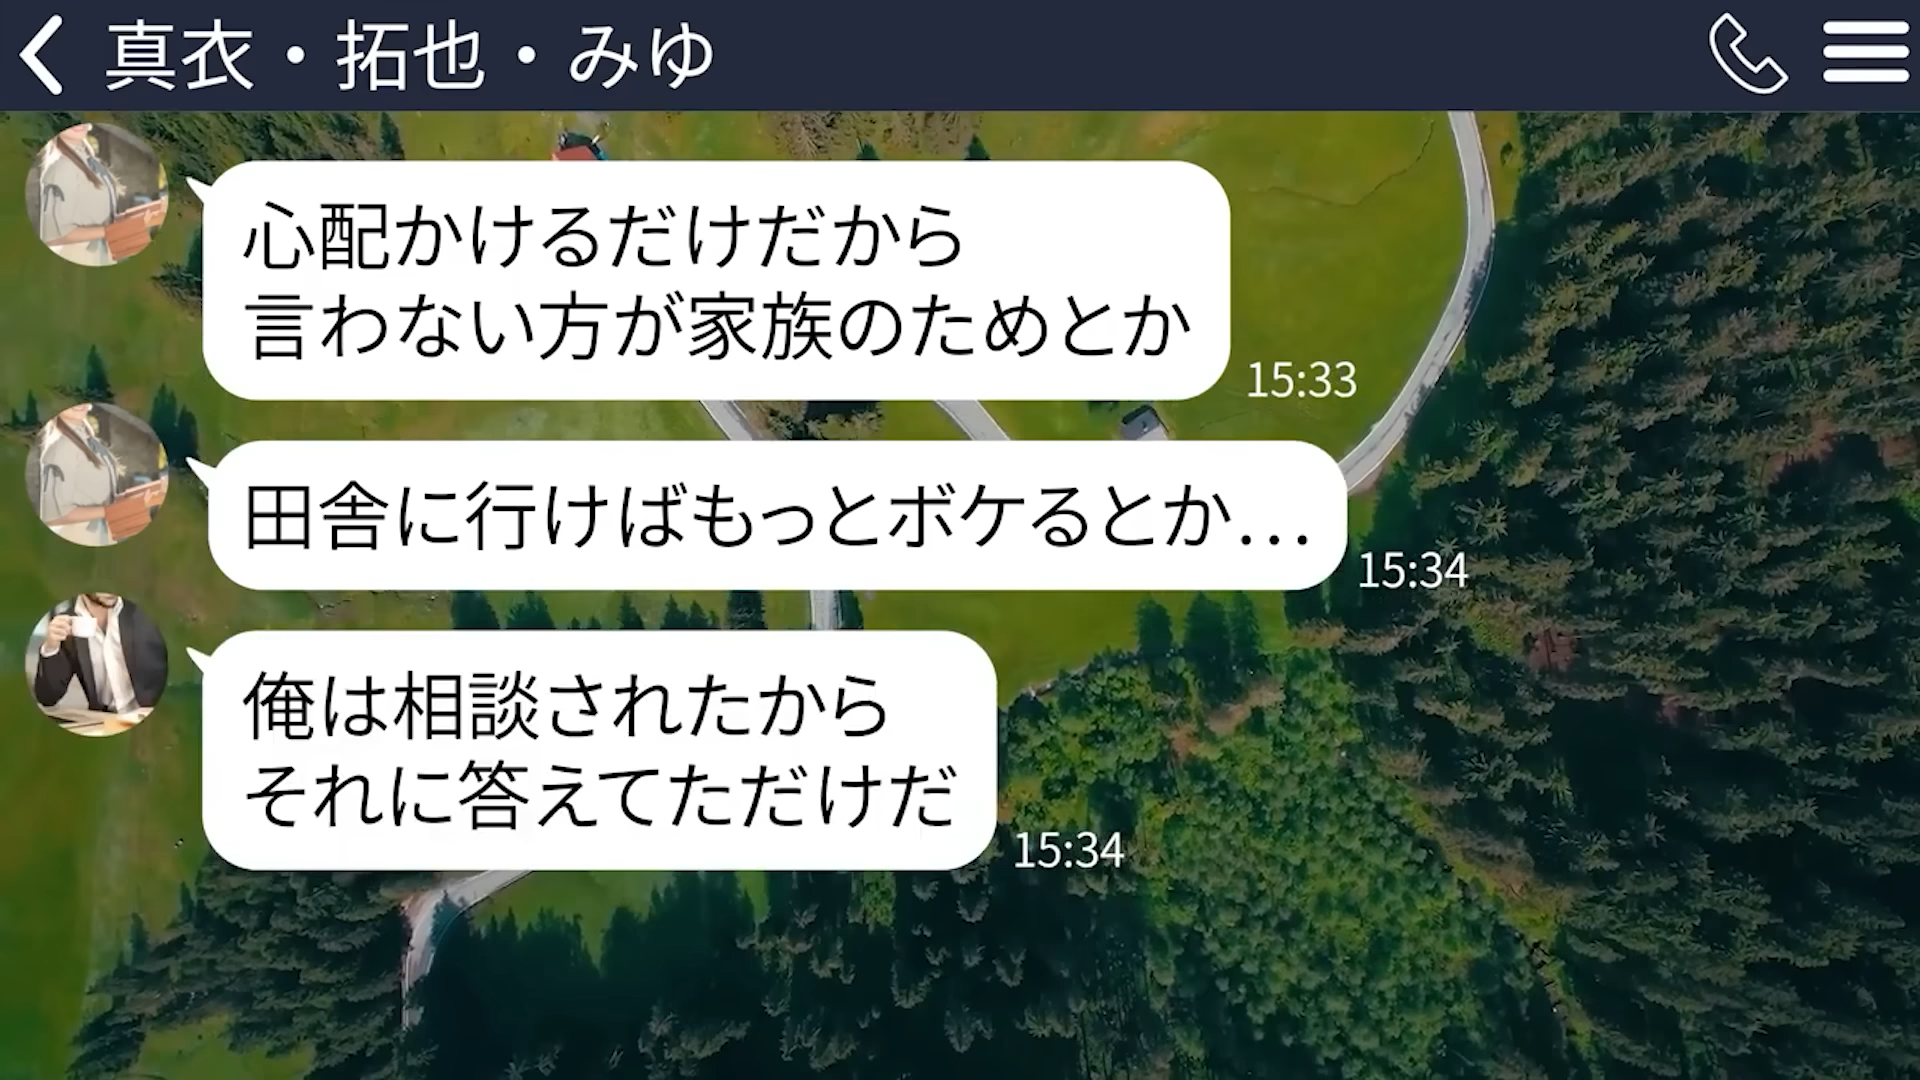 真衣・拓也・みゆ
心配かけるだけだから
言わない方が家族のためとか
15:33
田舎に行けばもっとボケるとか…
15:34
俺は相談されたから
それに答えてただけだ
15:34